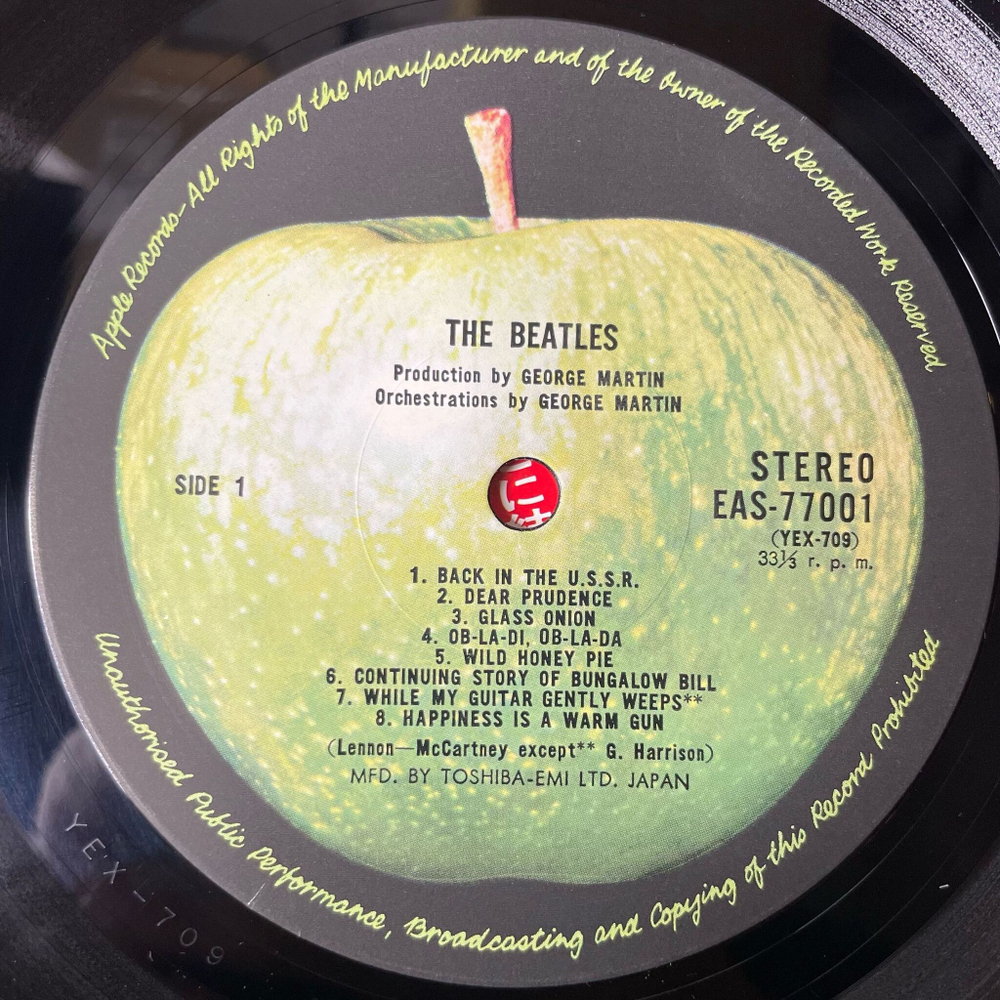 Apple Records-All Rights of the Manufacturer and of the Owner of the Recorded Work Reserved
THE BEATLES
Production by GEORGE MARTIN
Orchestrations by GEORGE MARTIN
SIDE 1
STEREO
EAS-77001
(YEX-709)
33⅓ r. p. m.
1. BACK IN THE U.S.S.R.
2. DEAR PRUDENCE
3. GLASS ONION
4. OB-LA-DI, OB-LA-DA
5. WILD HONEY PIE
6. CONTINUING STORY OF BUNGALOW BILL
7. WHILE MY GUITAR GENTLY WEEPS**
8. HAPPINESS IS A WARM GUN
(Lennon—McCartney except** G. Harrison)
MFD. BY TOSHIBA-EMI LTD. JAPAN
Unauthorised Public Performance, Broadcasting and Copying of this Record Prohibited
YEX-709